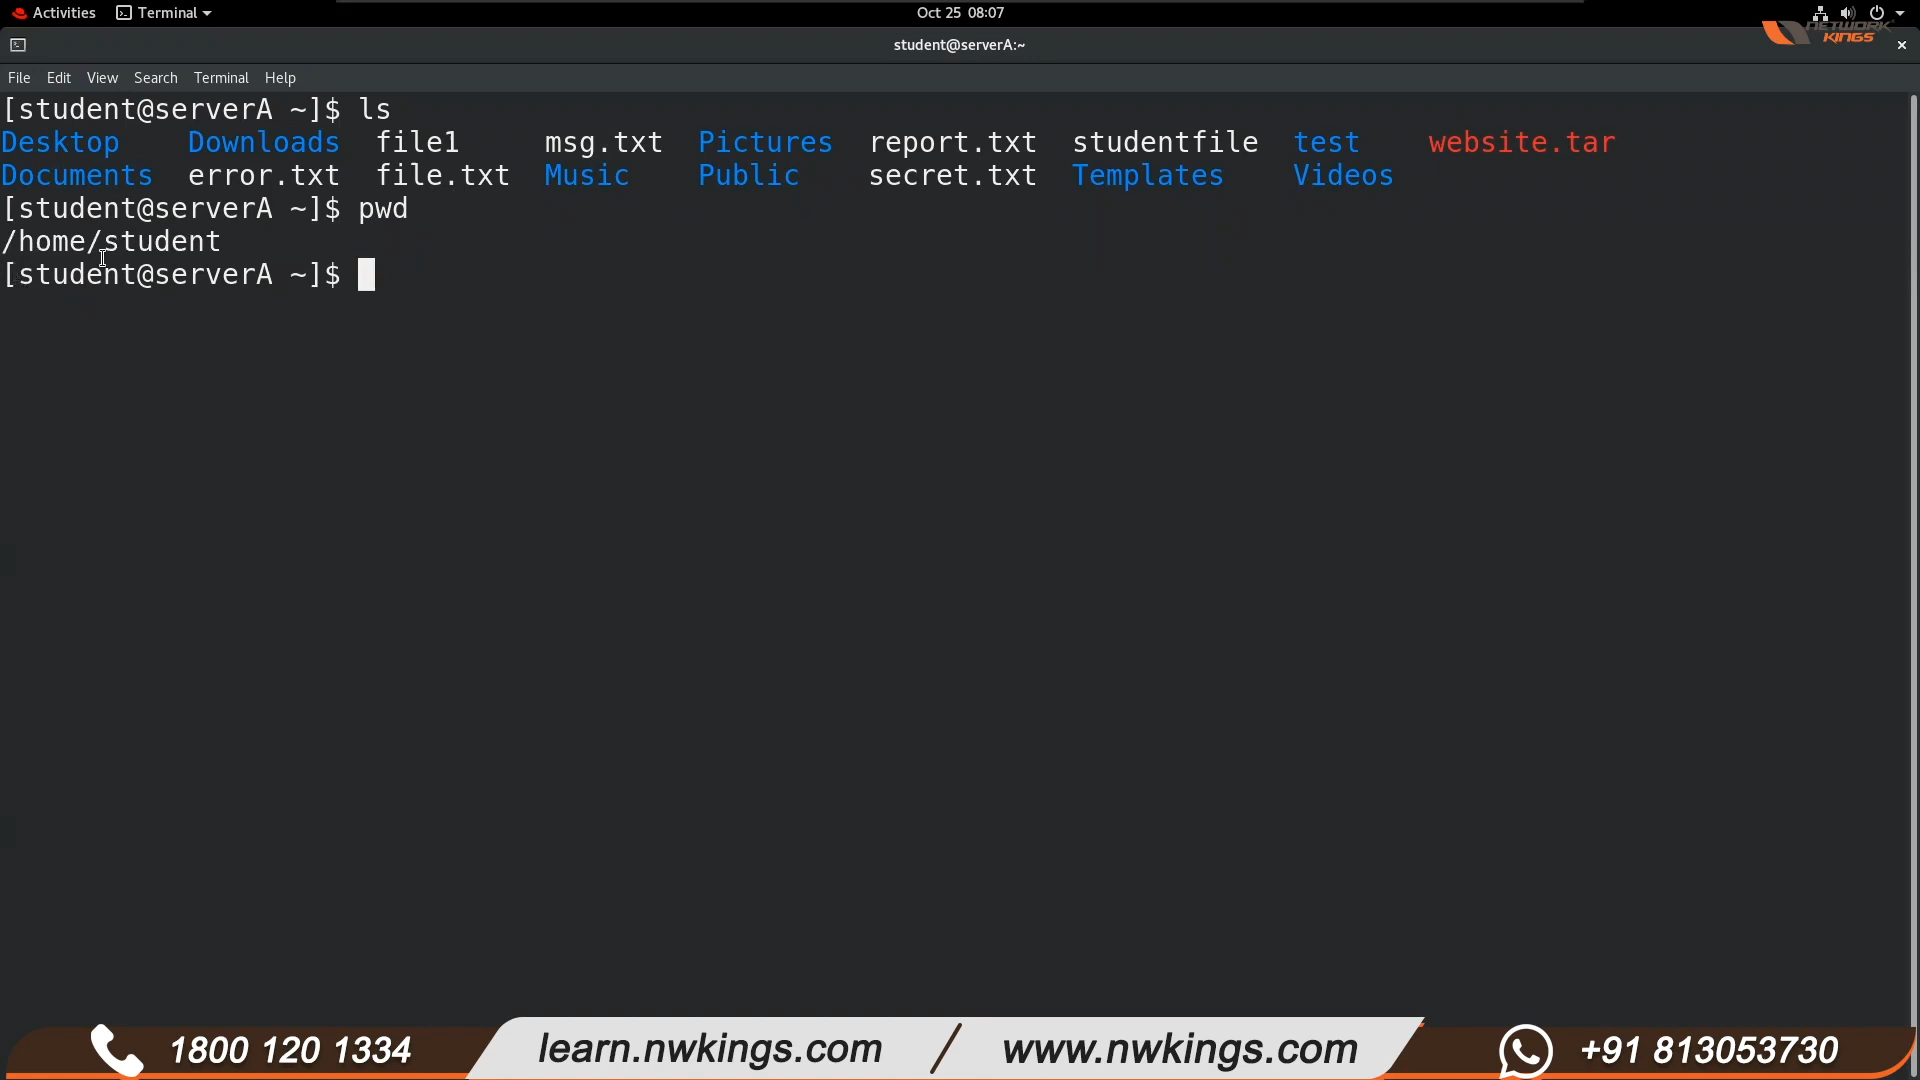 Activities Terminal Oct 25 08:07
NETWORK
KINGS
student@serverA:~
File Edit View Search Terminal Help
[student@serverA ~]$ ls
Desktop Downloads file1 msg.txt Pictures report.txt studentfile test website.tar
Documents error.txt file.txt Music Public secret.txt Templates Videos
[student@serverA ~]$ pwd
/home/student
[student@serverA ~]$
1800 120 1334 learn.nwkings.com / www.nwkings.com +91 813053730